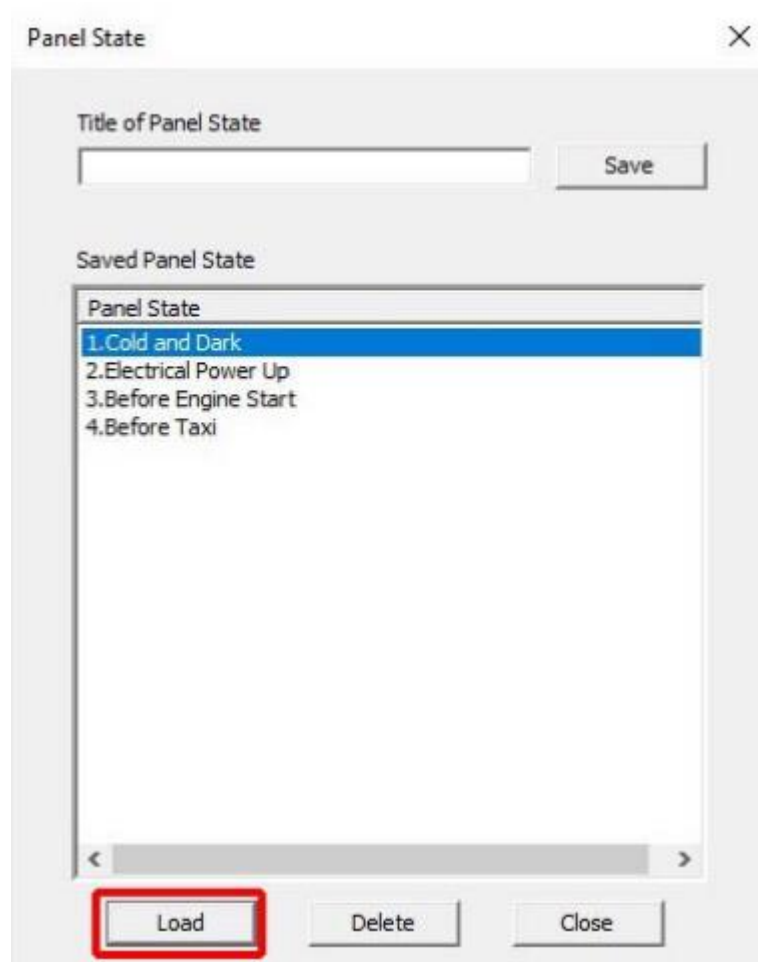 Panel State
Title of Panel State
Save
Saved Panel State
Panel State
1.Cold and Dark
2.Electrical Power Up
3.Before Engine Start
4.Before Taxi
Load Delete Close